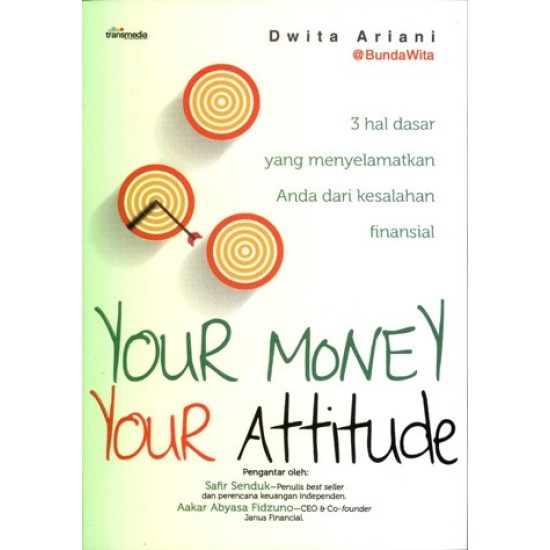 transmedia
Dwita Ariani
@BundaWita
3 hal dasar
yang menyelamatkan
Anda dari kesalahan
finansial
YOUR MONEY
YOUR Attitude
Pengantar oleh:
Safir Senduk—Penulis best seller
dan perencana keuangan independen.
Aakar Abyasa Fidzuno—CEO & Co-founder
Janus Financial.